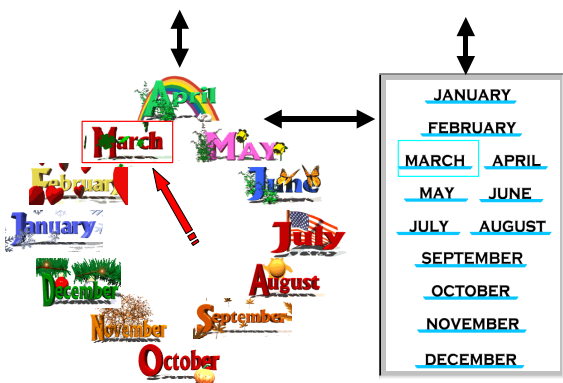 April
March May
February June
January July
December August
November September
October
JANUARY
FEBRUARY
MARCH APRIL
MAY JUNE
JULY AUGUST
SEPTEMBER
OCTOBER
NOVEMBER
DECEMBER